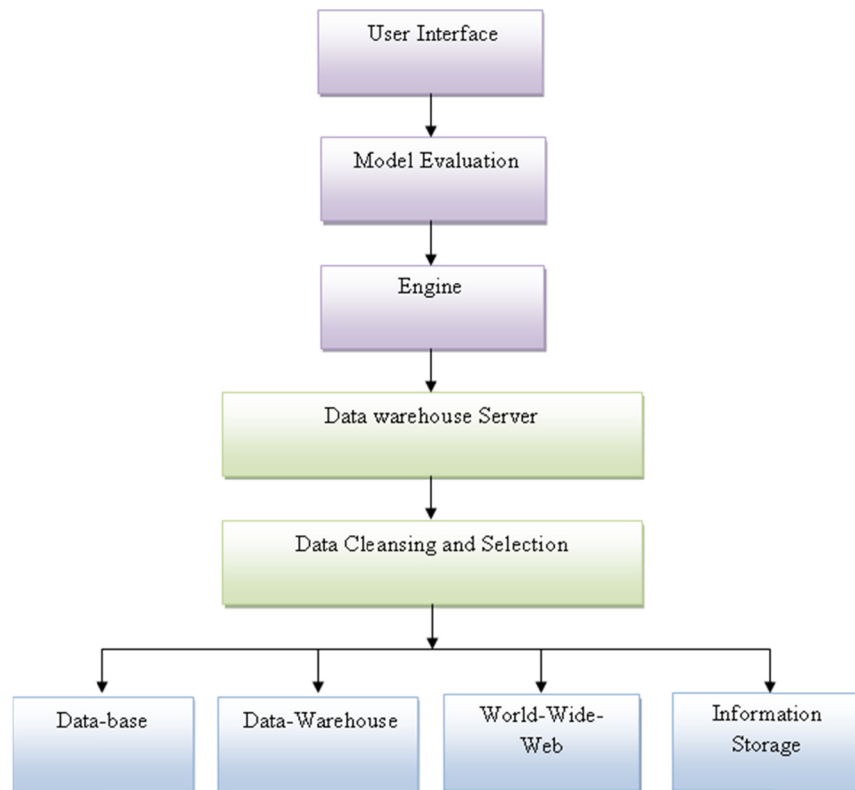 User Interface
Model Evaluation
Engine
Data warehouse Server
Data Cleansing and Selection
Data-base
Data-Warehouse
World-Wide-
Web
Information
Storage